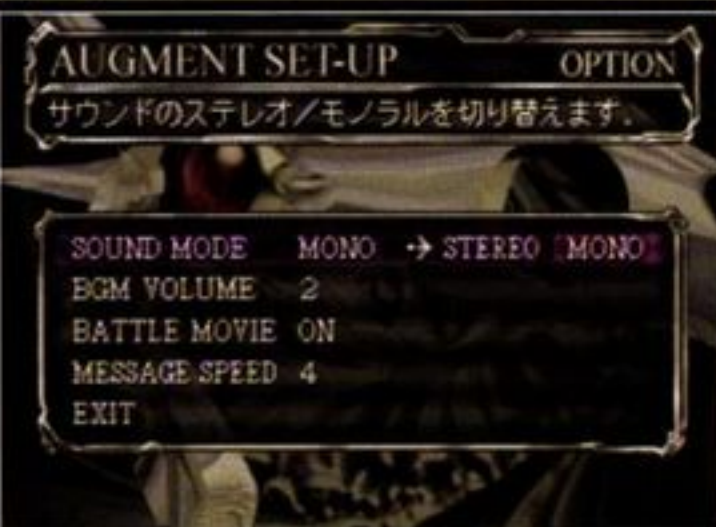 AUGMENT SET-UP OPTION
サウンドのステレオ/モノラルを切り替えます.
SOUND MODE MONO → STEREO MONO
BGM VOLUME 2
BATTLE MOVIE ON
MESSAGE SPEED 4
EXIT